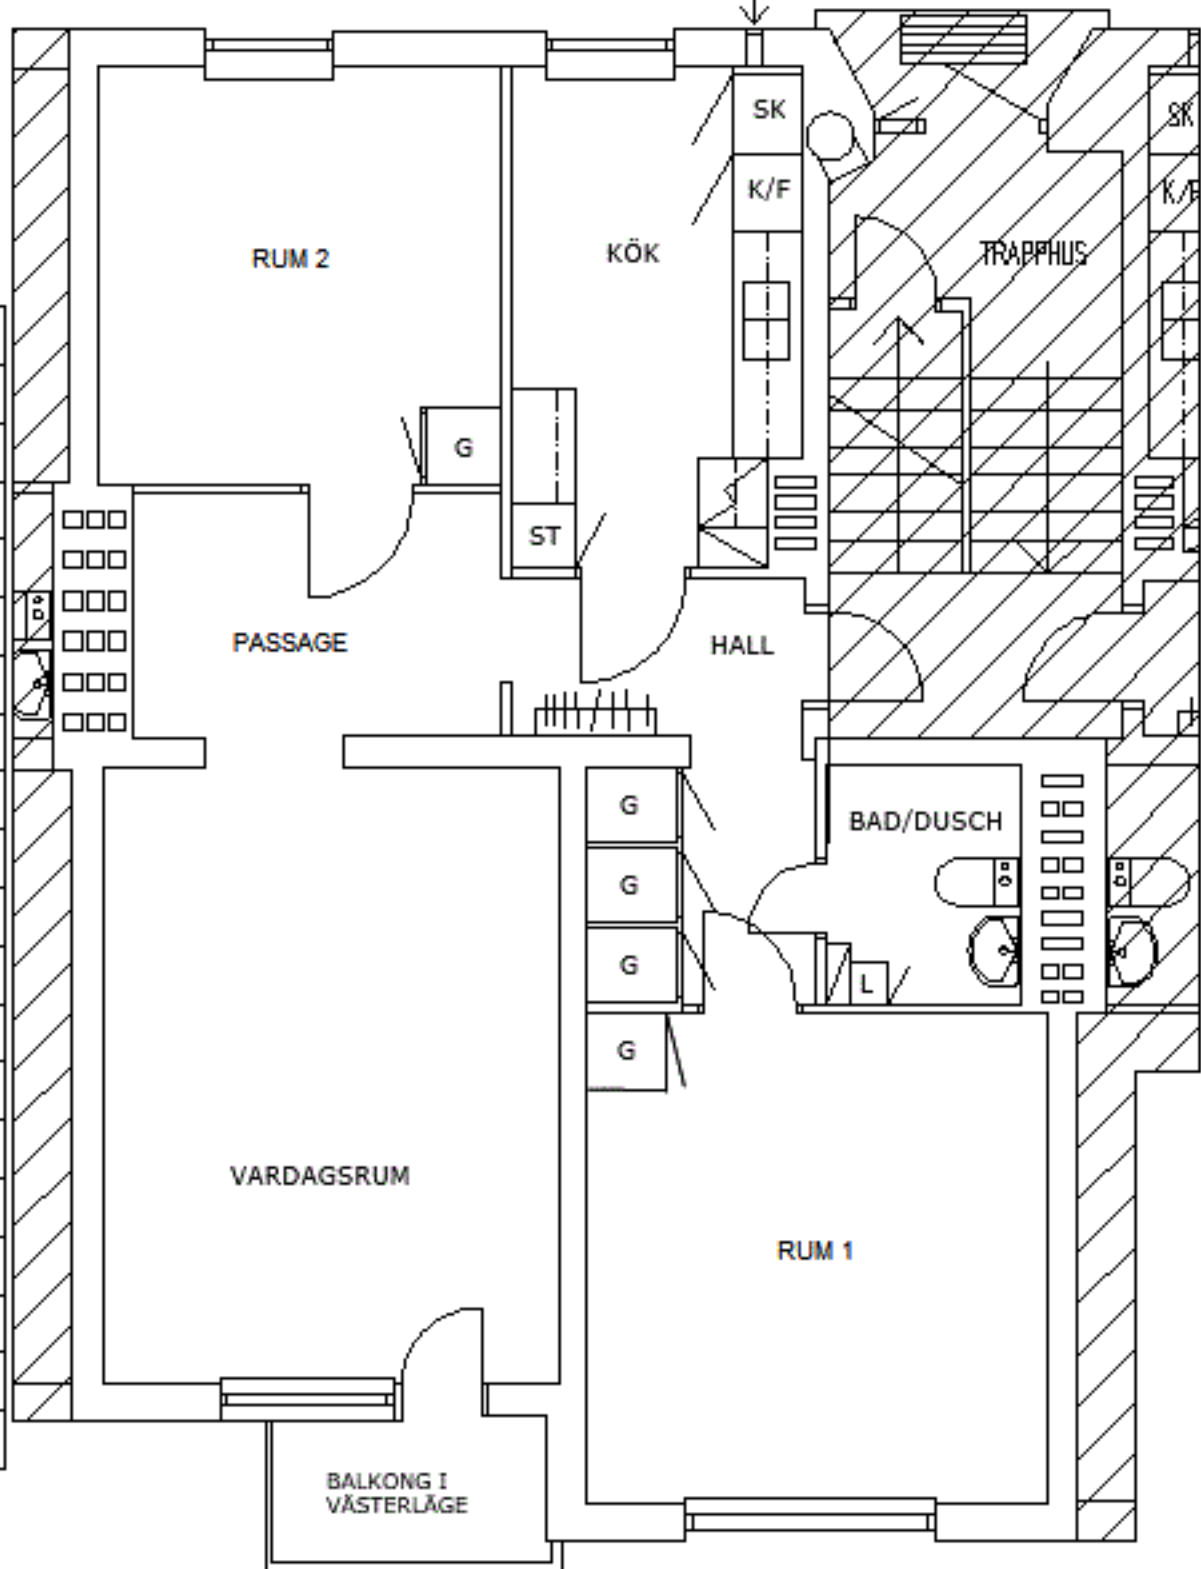 SK
SK
K/F
K/F
RUM 2
KÖK
TRAPPHUS
G
ST
PASSAGE
HALL
G
BAD/DUSCH
G
G
L
G
VARDAGSRUM
RUM 1
BALKONG I
VÄSTERLÄGE